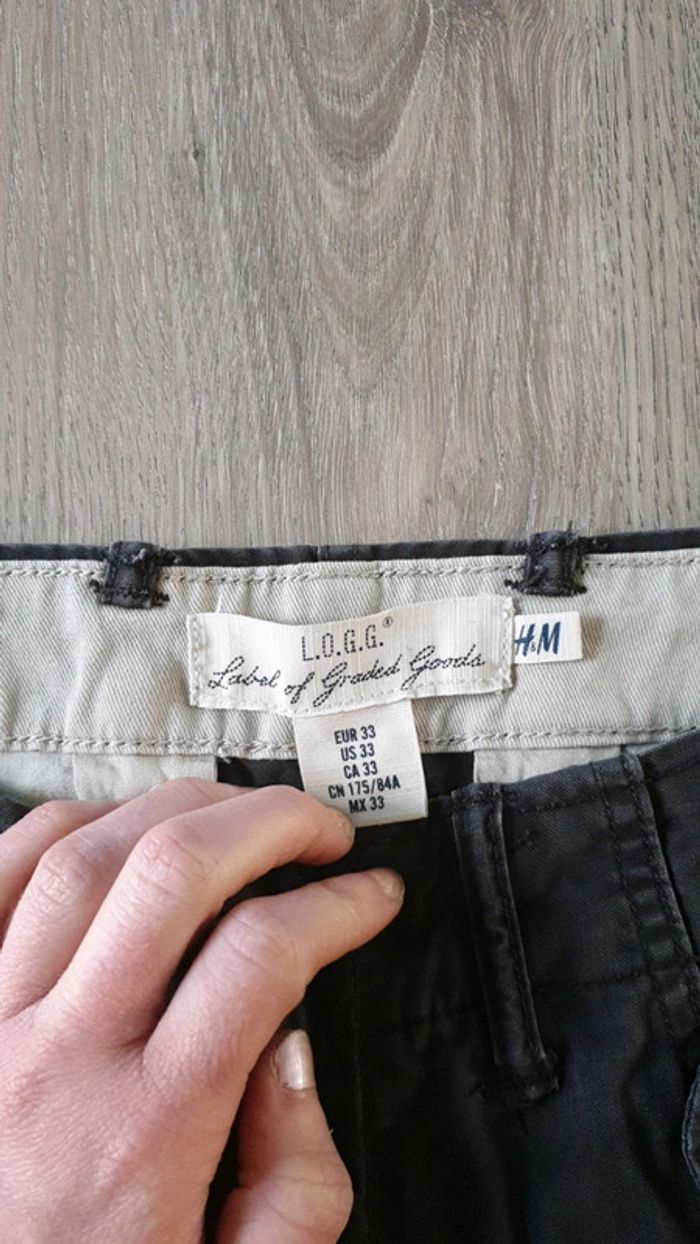 L.O.G.G.®
Label of Graded Goods
H&M
EUR 33
US 33
CA 33
CN 175/84A
MX 33